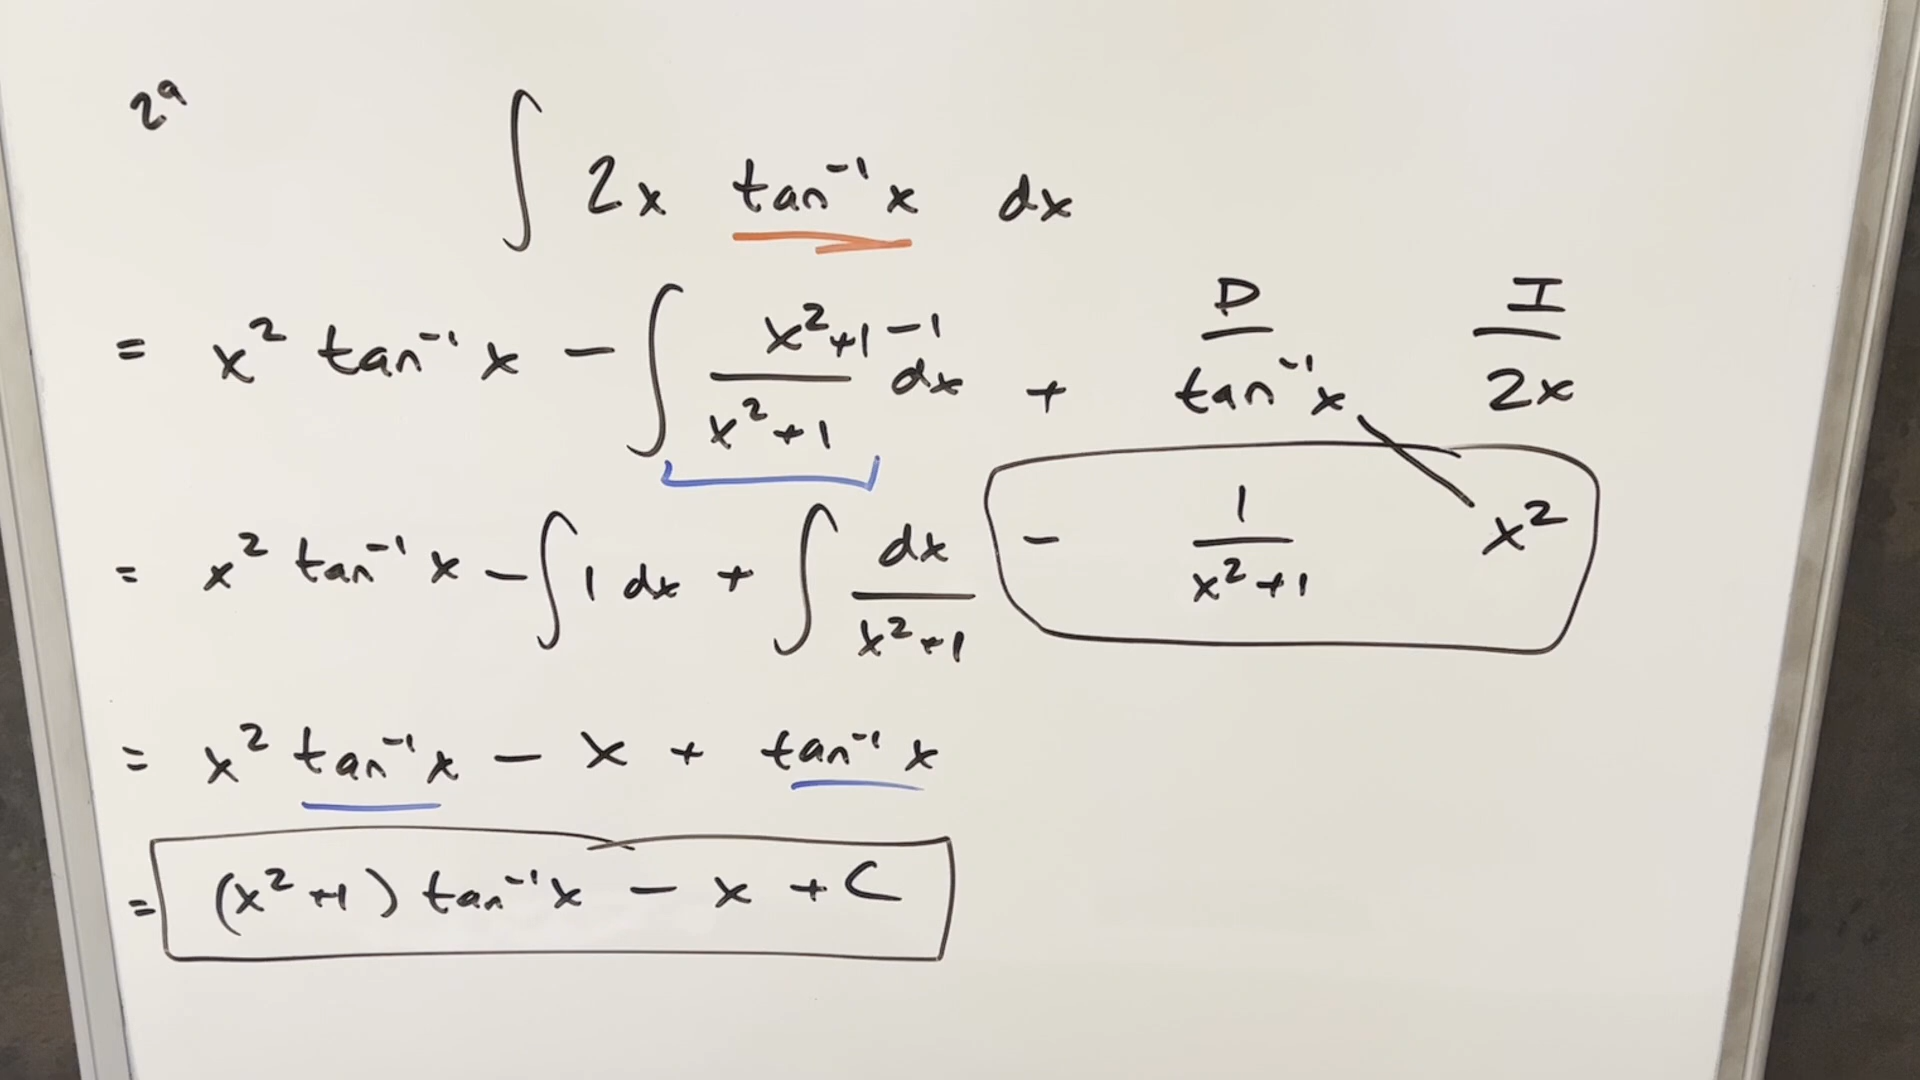 2a
∫ 2x tan⁻¹x dx
= x² tan⁻¹x − ∫ (x²+1−1)/(x²+1) dx
= x² tan⁻¹x − ∫ 1 dx + ∫ dx/(x²+1)
= x² tan⁻¹x − x + tan⁻¹x
= (x²+1) tan⁻¹x − x + C
D I
+ tan⁻¹x 2x
− 1/(x²+1) x²